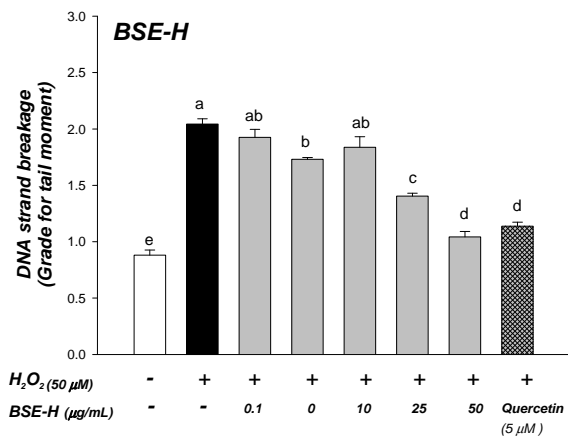 BSE-H
3.0
2.5
2.0
1.5
1.0
0.5
0.0
DNA strand breakage
(Grade for tail moment)
e
a
ab
b
ab
c
d
d
H₂O₂ (50 μM) - + + + + + + +
BSE-H (μg/mL) - - 0.1 0 10 25 50 Quercetin
(5 μM )